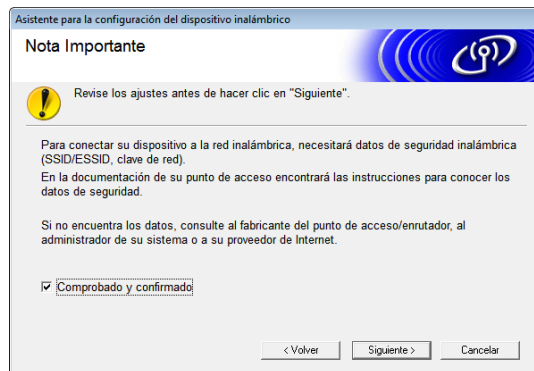 Asistente para la configuración del dispositivo inalámbrico
Nota Importante
Revise los ajustes antes de hacer clic en "Siguiente".
Para conectar su dispositivo a la red inalámbrica, necesitará datos de seguridad inalámbrica
(SSID/ESSID, clave de red).
En la documentación de su punto de acceso encontrará las instrucciones para conocer los
datos de seguridad.
Si no encuentra los datos, consulte al fabricante del punto de acceso/enrutador, al
administrador de su sistema o a su proveedor de Internet.
Comprobado y confirmado
< Volver
Siguiente >
Cancelar